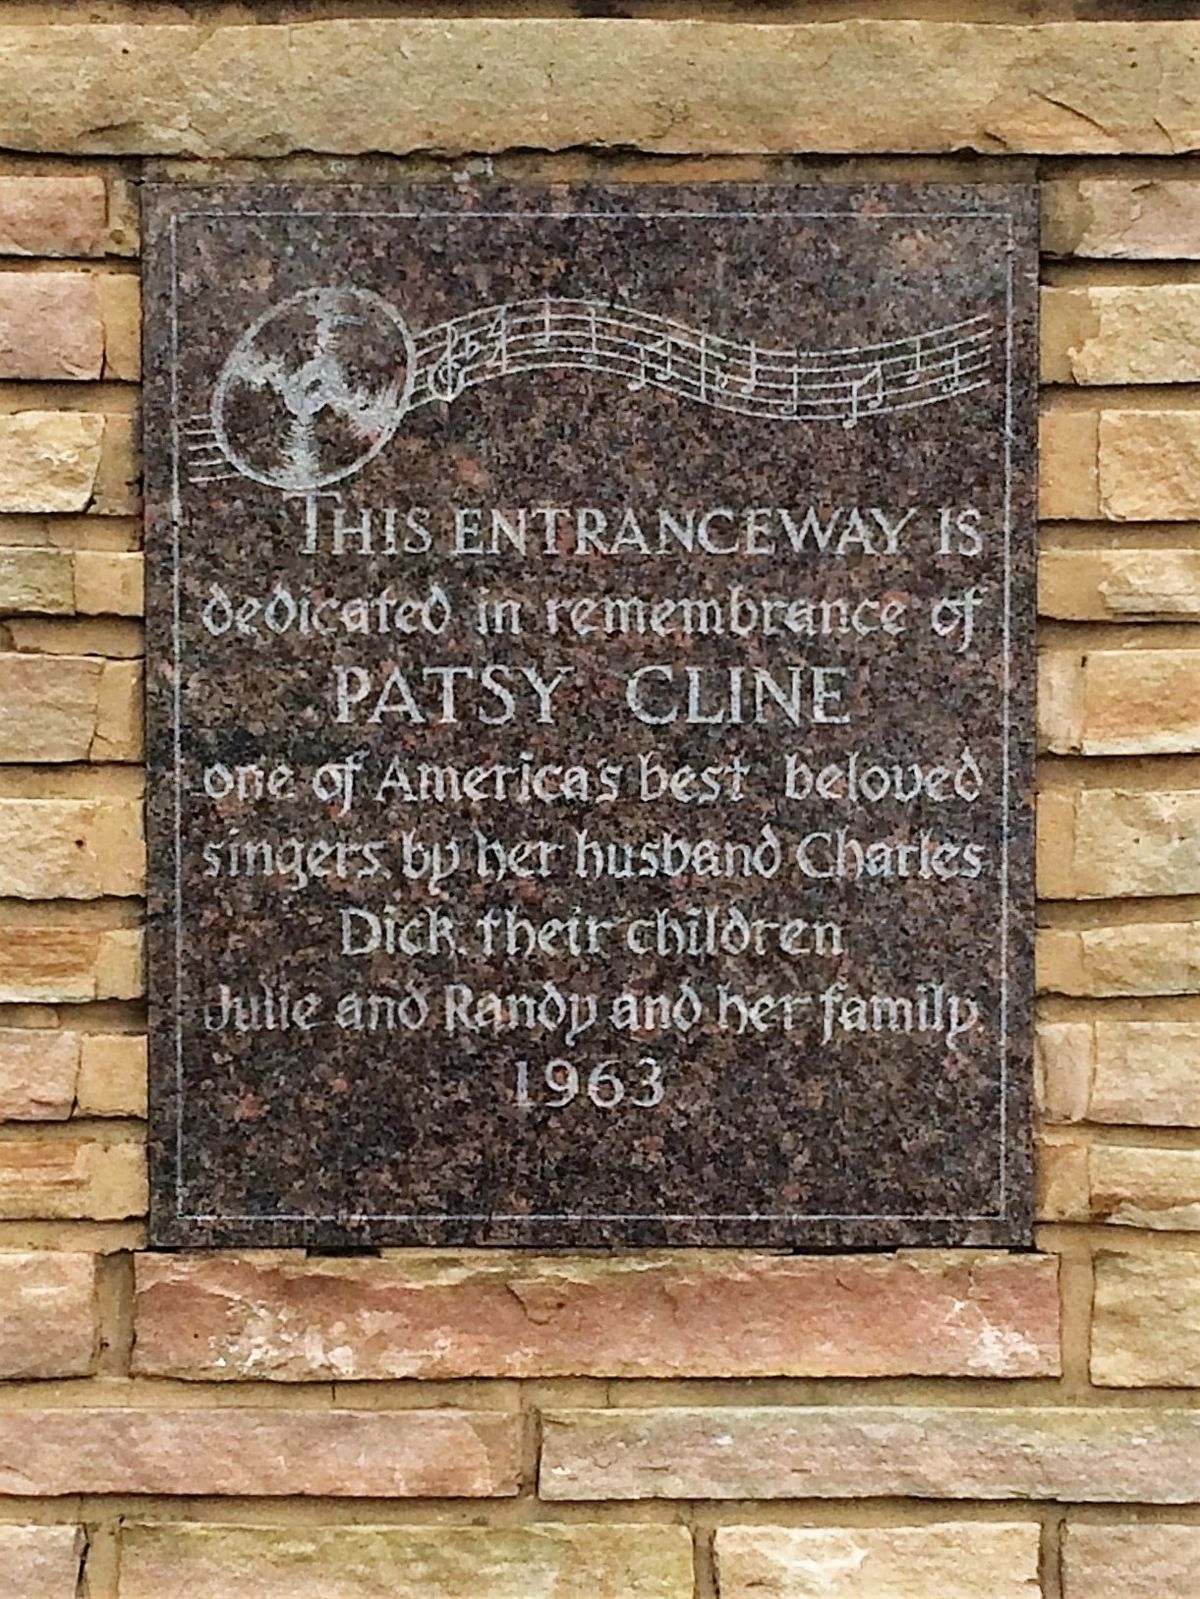 THIS ENTRANCEWAY IS
dedicated in remembrance of
PATSY CLINE
one of America's best beloved
singers, by her husband Charles
Dick, their children
Julie and Randy and her family.
1963